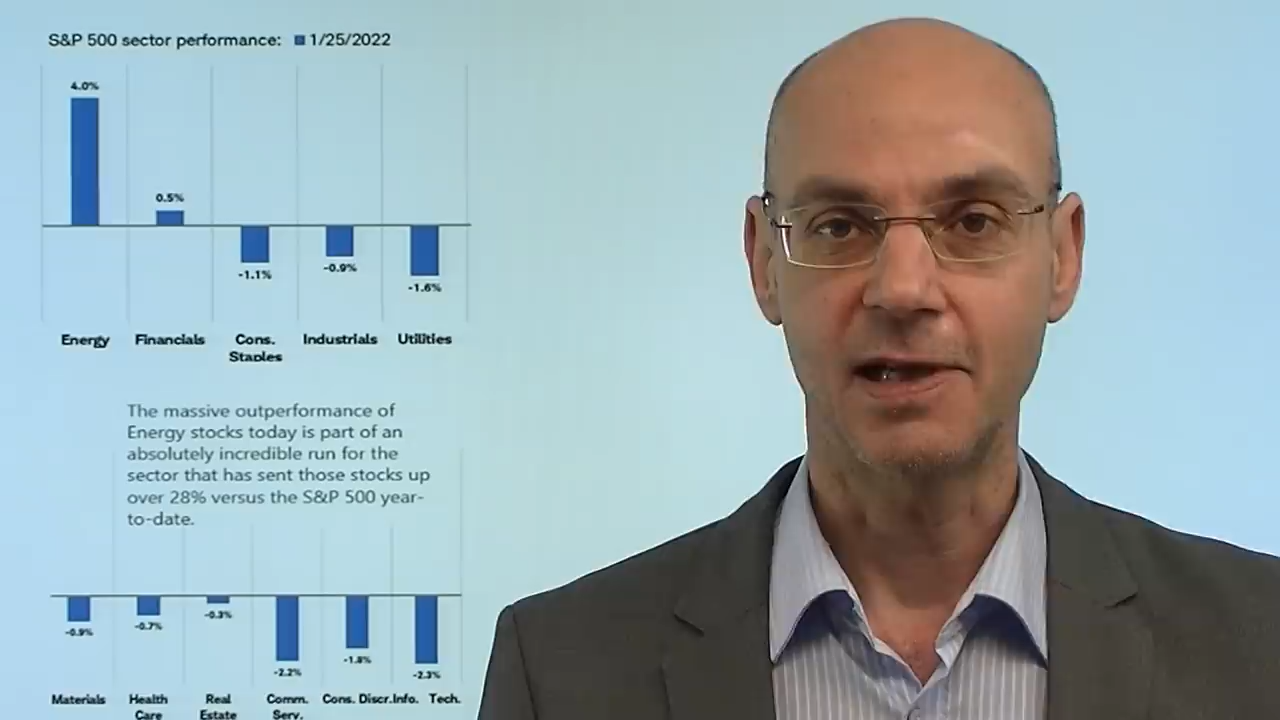 S&P 500 sector performance: 1/25/2022
4.0%
0.5%
-1.1%
-0.9%
-1.6%
Energy Financials Cons. Industrials Utilities
Staples
The massive outperformance of
Energy stocks today is part of an
absolutely incredible run for the
sector that has sent those stocks up
over 28% versus the S&P 500 year-
to-date.
-0.9%
-0.7%
-0.3%
-2.2%
-1.8%
-2.3%
Materials Health Real Comm. Cons. Discr. Info. Tech.
Care Estate Serv.